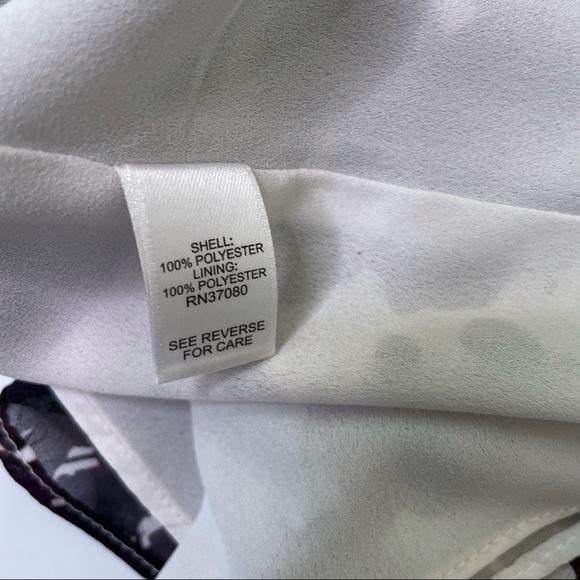 SHELL:
100% POLYESTER
LINING:
100% POLYESTER
RN37080
SEE REVERSE
FOR CARE